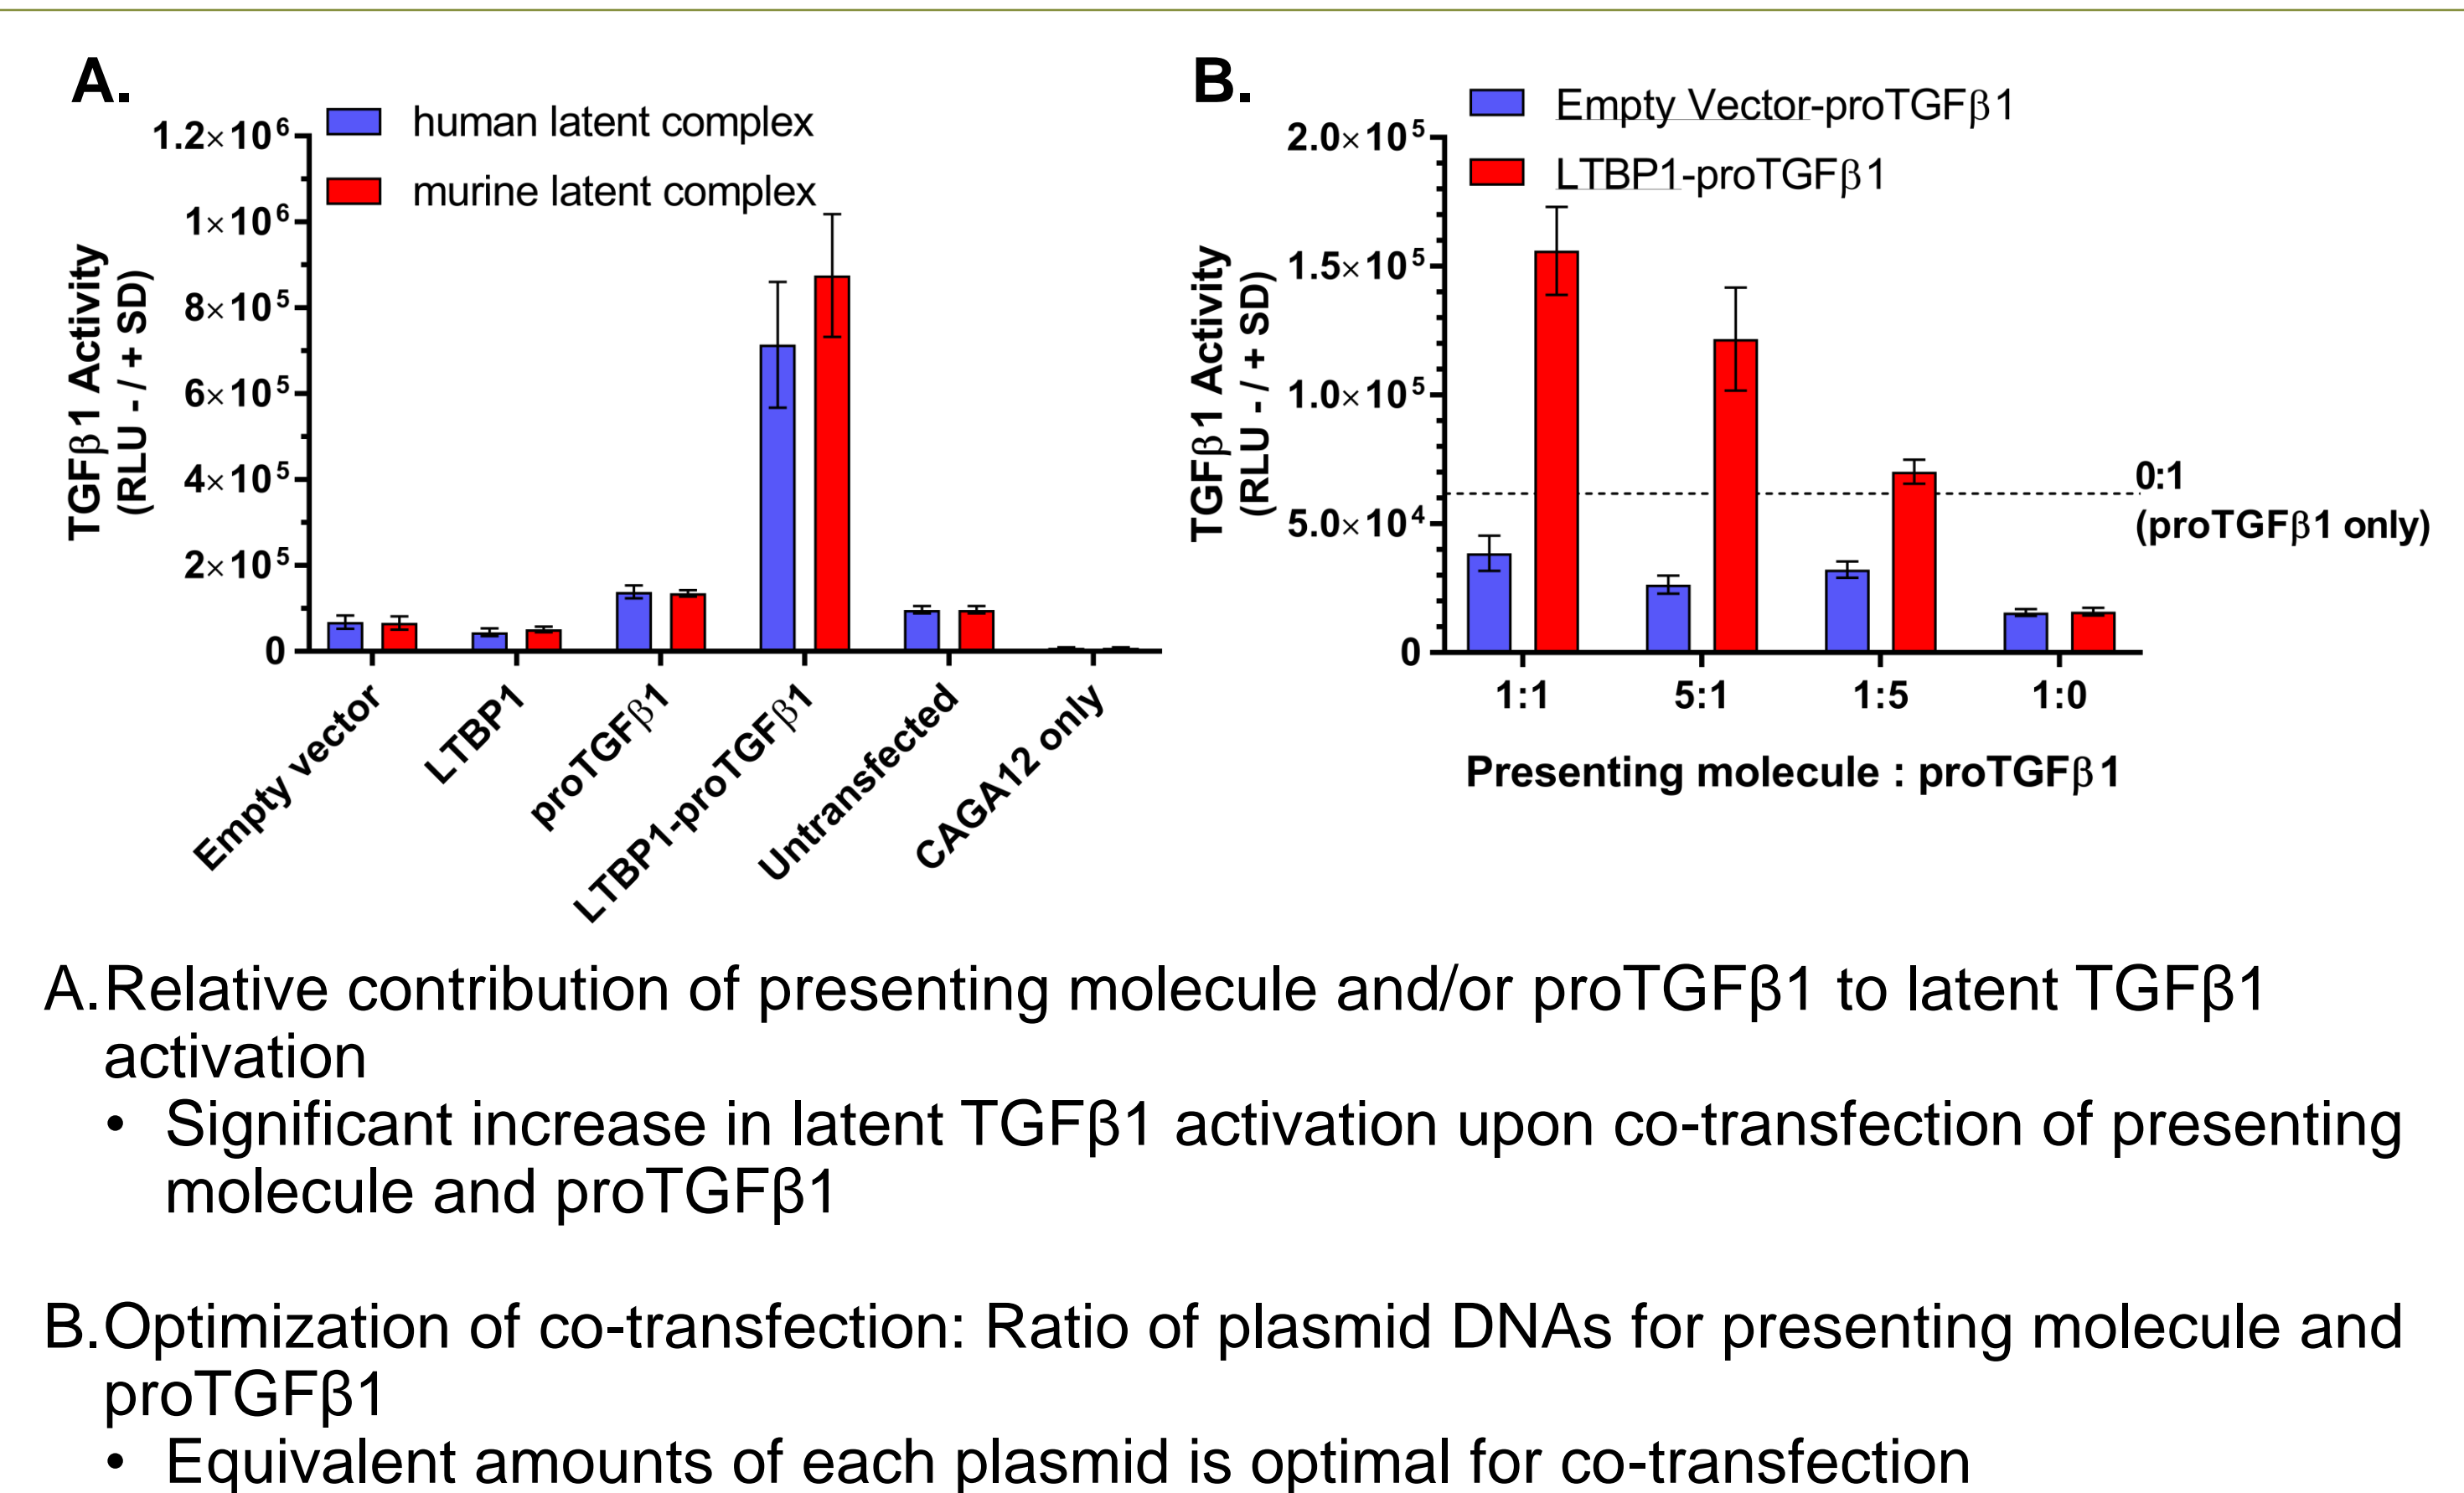 A.
human latent complex
murine latent complex
1.2×10⁶
1×10⁶
8×10⁵
6×10⁵
4×10⁵
2×10⁵
0
TGFβ1 Activity
(RLU - / + SD)
Empty vector
LTBP1
proTGFβ1
LTBP1-proTGFβ1
Untransfected
CAGA12 only
B.
Empty Vector-proTGFβ1
LTBP1-proTGFβ1
2.0×10⁵
1.5×10⁵
1.0×10⁵
5.0×10⁴
0
TGFβ1 Activity
(RLU - / + SD)
0:1
(proTGFβ1 only)
1:1
5:1
1:5
1:0
Presenting molecule : proTGFβ1
A.Relative contribution of presenting molecule and/or proTGFβ1 to latent TGFβ1
activation
• Significant increase in latent TGFβ1 activation upon co-transfection of presenting
molecule and proTGFβ1
B.Optimization of co-transfection: Ratio of plasmid DNAs for presenting molecule and
proTGFβ1
• Equivalent amounts of each plasmid is optimal for co-transfection